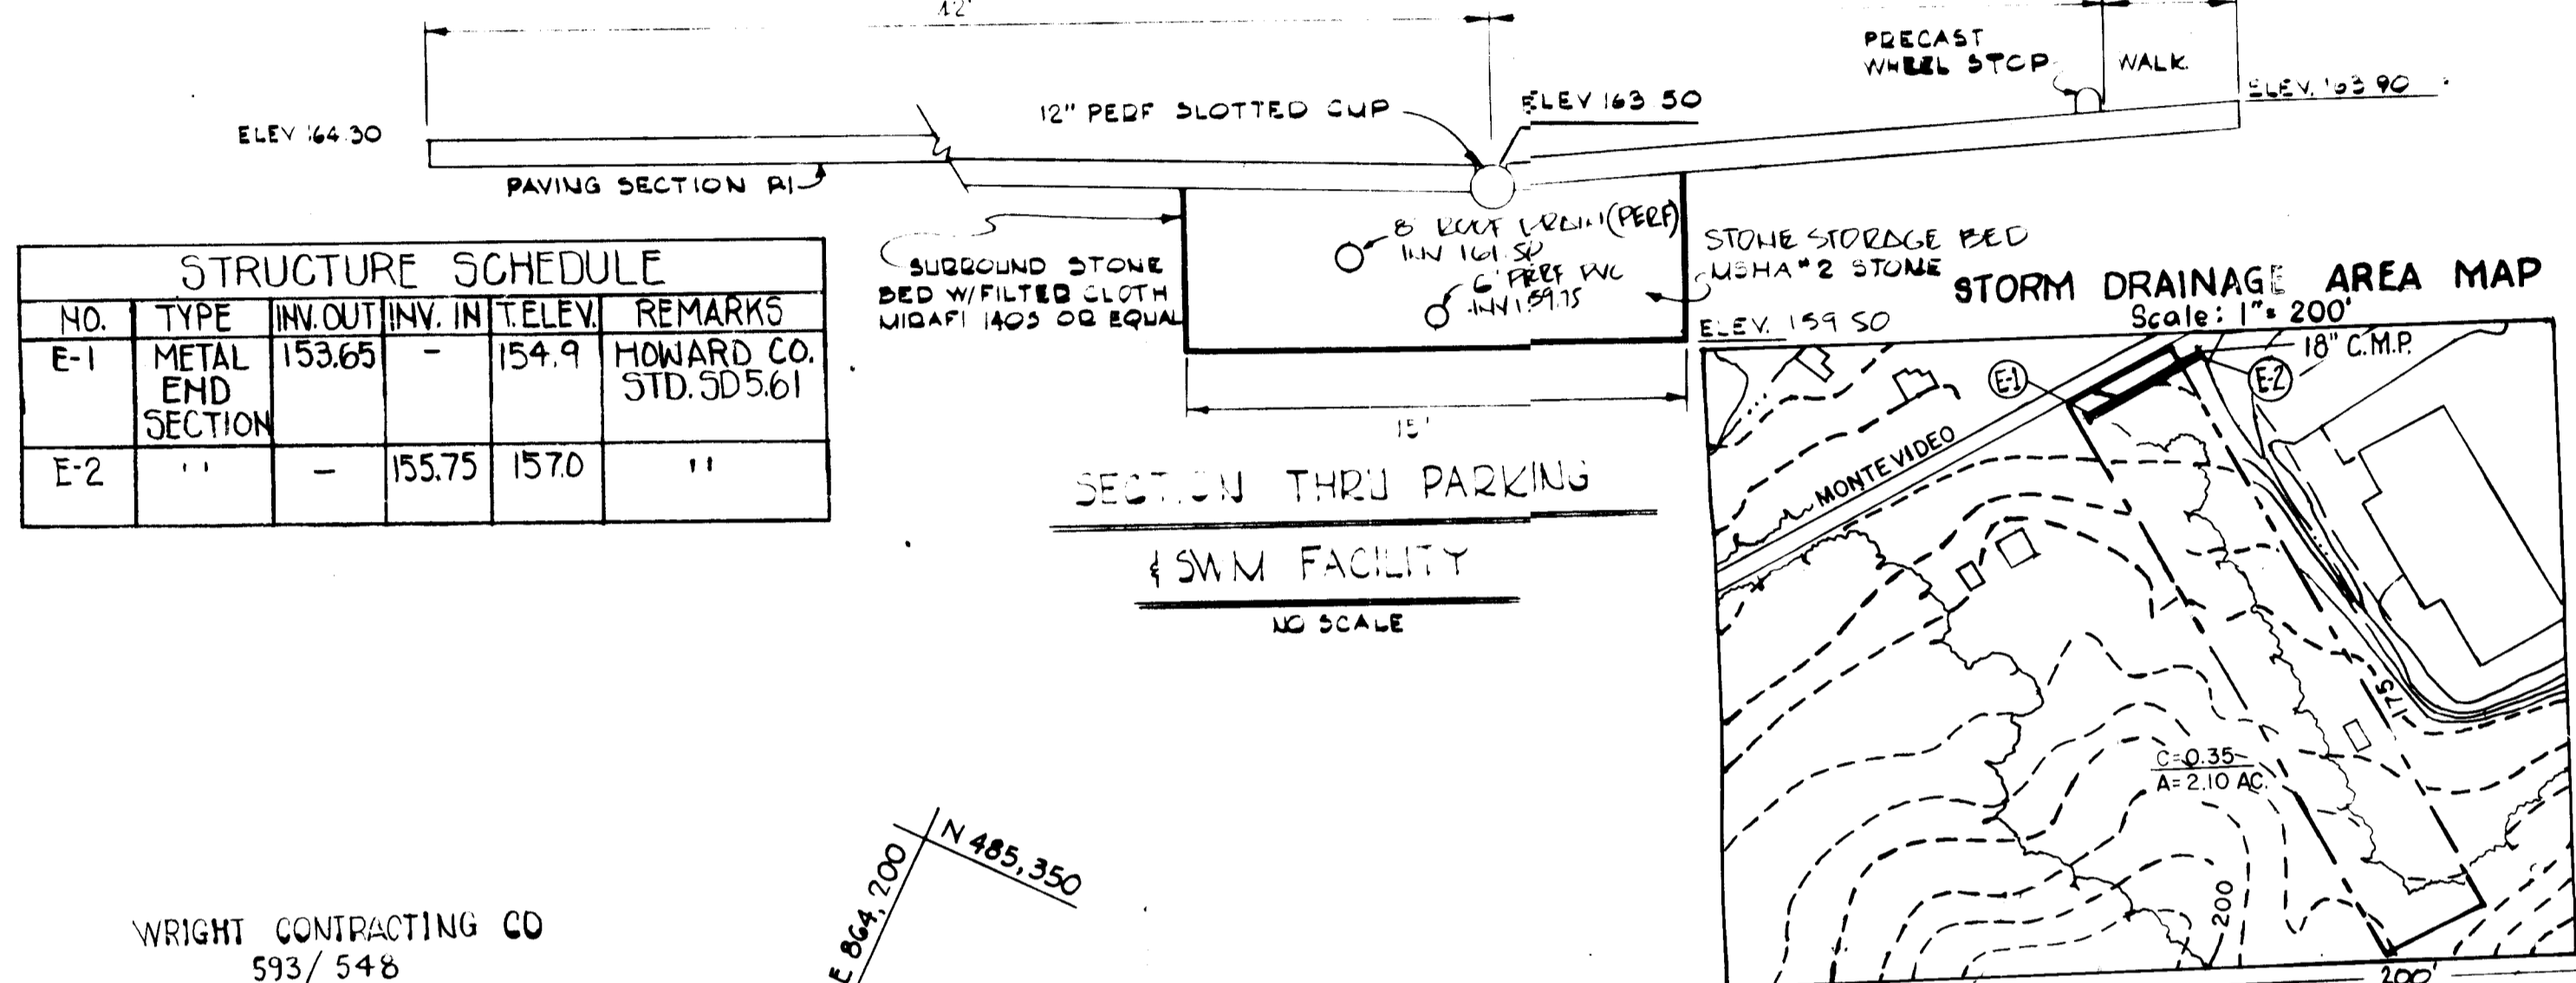 42'
PRECAST
WHEEL STOP
WALK
ELEV. 163 90
12" PERF SLOTTED CMP
ELEV 163 50
ELEV 164.30
PAVING SECTION P1
8" ROOF DRAIN (PERF)
INV 161.50
6" PERF PVC
INV 159.75
SURROUND STONE
BED W/FILTER CLOTH
MIRAFI 140S OR EQUAL
STONE STORAGE BED
MSHA #2 STONE
ELEV. 159 50
15'
SECTION THRU PARKING
& SWM FACILITY
NO SCALE
STRUCTURE SCHEDULE
NO. TYPE INV. OUT INV. IN T.ELEV. REMARKS
E-1 METAL END SECTION 153.65 - 154.9 HOWARD CO. STD. SD5.61
E-2 " - 155.75 157.0 "
STORM DRAINAGE AREA MAP
Scale: 1" = 200'
18" C.M.P.
E-1
E-2
MONTEVIDEO
175
C=0.35
A=2.10 AC.
200
200'
N 485,350
E 864,200
WRIGHT CONTRACTING CO
593/548